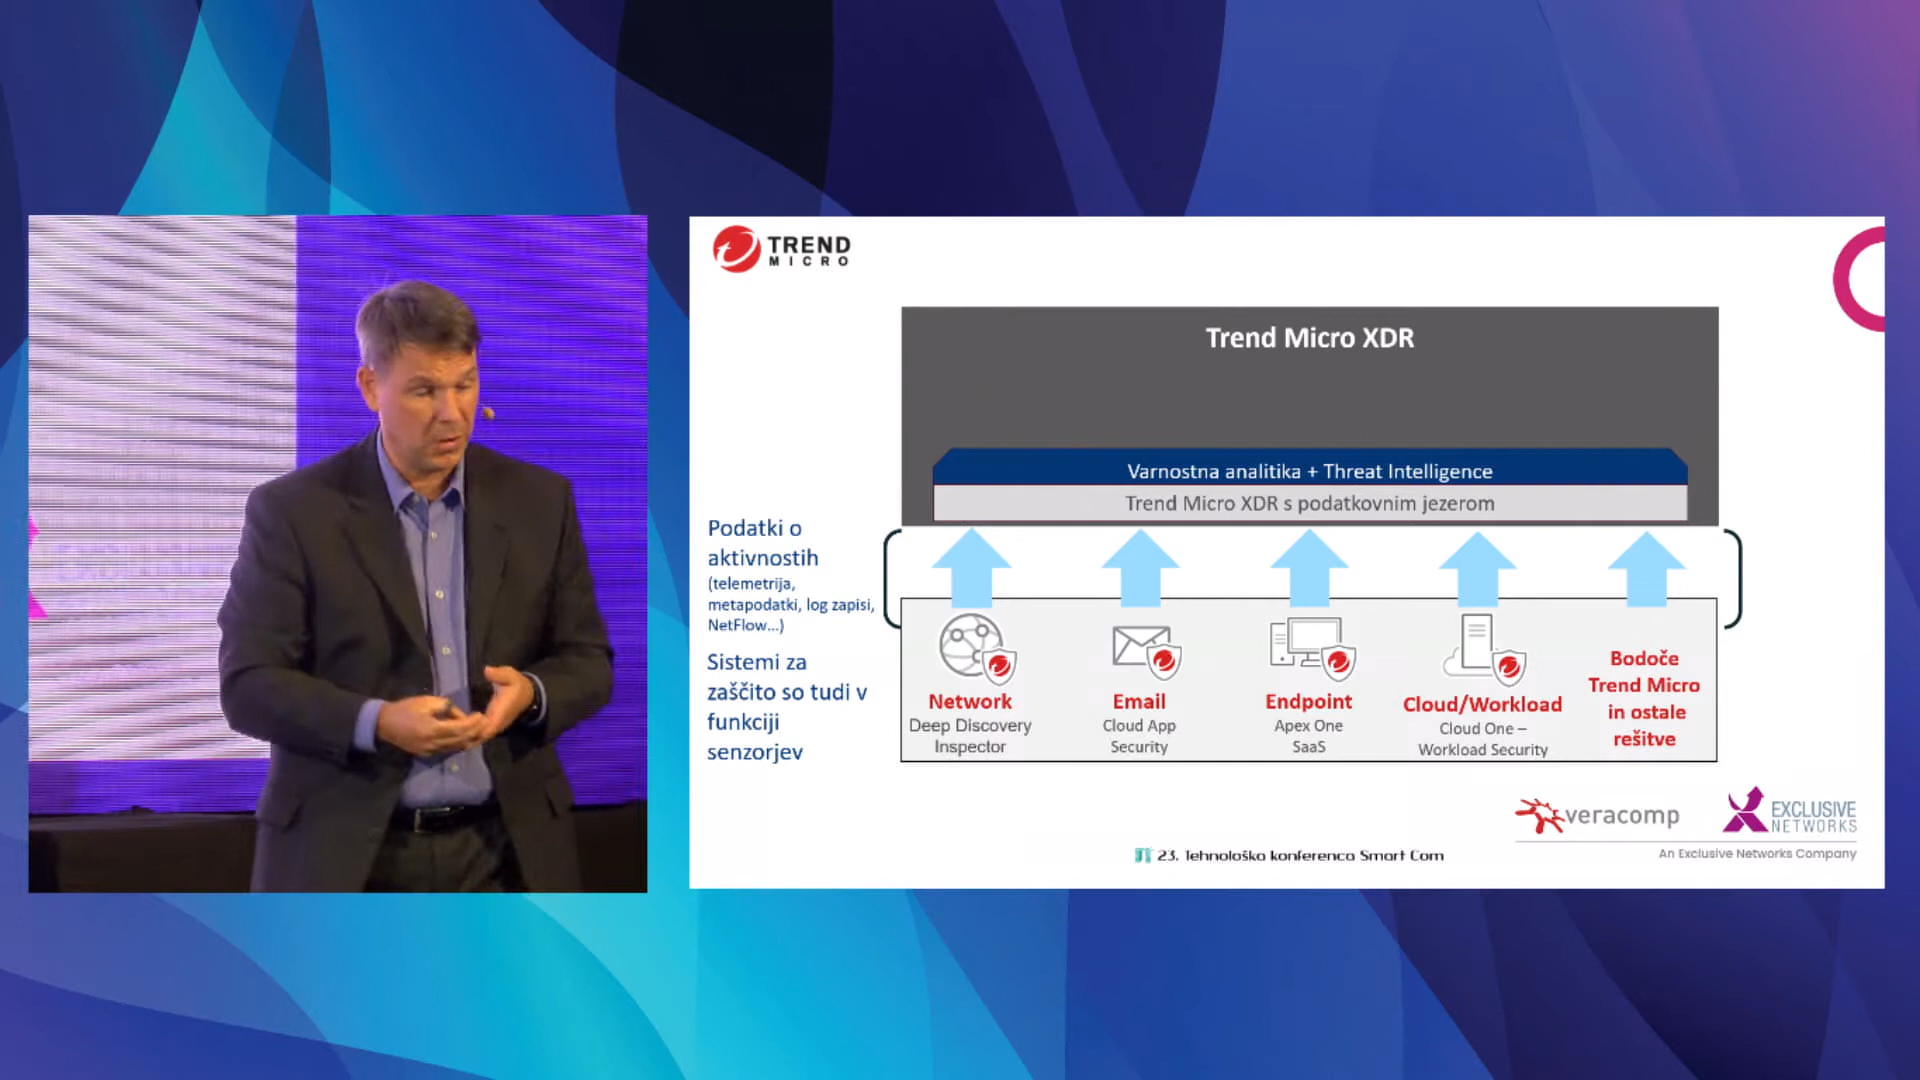 TREND
MICRO
Trend Micro XDR
Varnostna analitika + Threat Intelligence
Trend Micro XDR s podatkovnim jezerom
Podatki o
aktivnostih
(telemetrija,
metapodatki, log zapisi,
NetFlow...)
Sistemi za
zaščito so tudi v
funkciji
senzorjev
Network
Deep Discovery
Inspector
Email
Cloud App
Security
Endpoint
Apex One
SaaS
Cloud/Workload
Cloud One –
Workload Security
Bodoče
Trend Micro
in ostale
rešitve
veracomp
EXCLUSIVE
NETWORKS
An Exclusive Networks Company
23. Tehnološka konferenca Smart Com